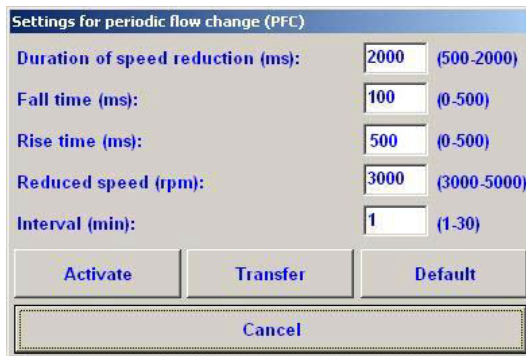 Settings for periodic flow change (PFC)
Duration of speed reduction (ms): 2000 (500-2000)
Fall time (ms): 100 (0-500)
Rise time (ms): 500 (0-500)
Reduced speed (rpm): 3000 (3000-5000)
Interval (min): 1 (1-30)
Activate Transfer Default
Cancel